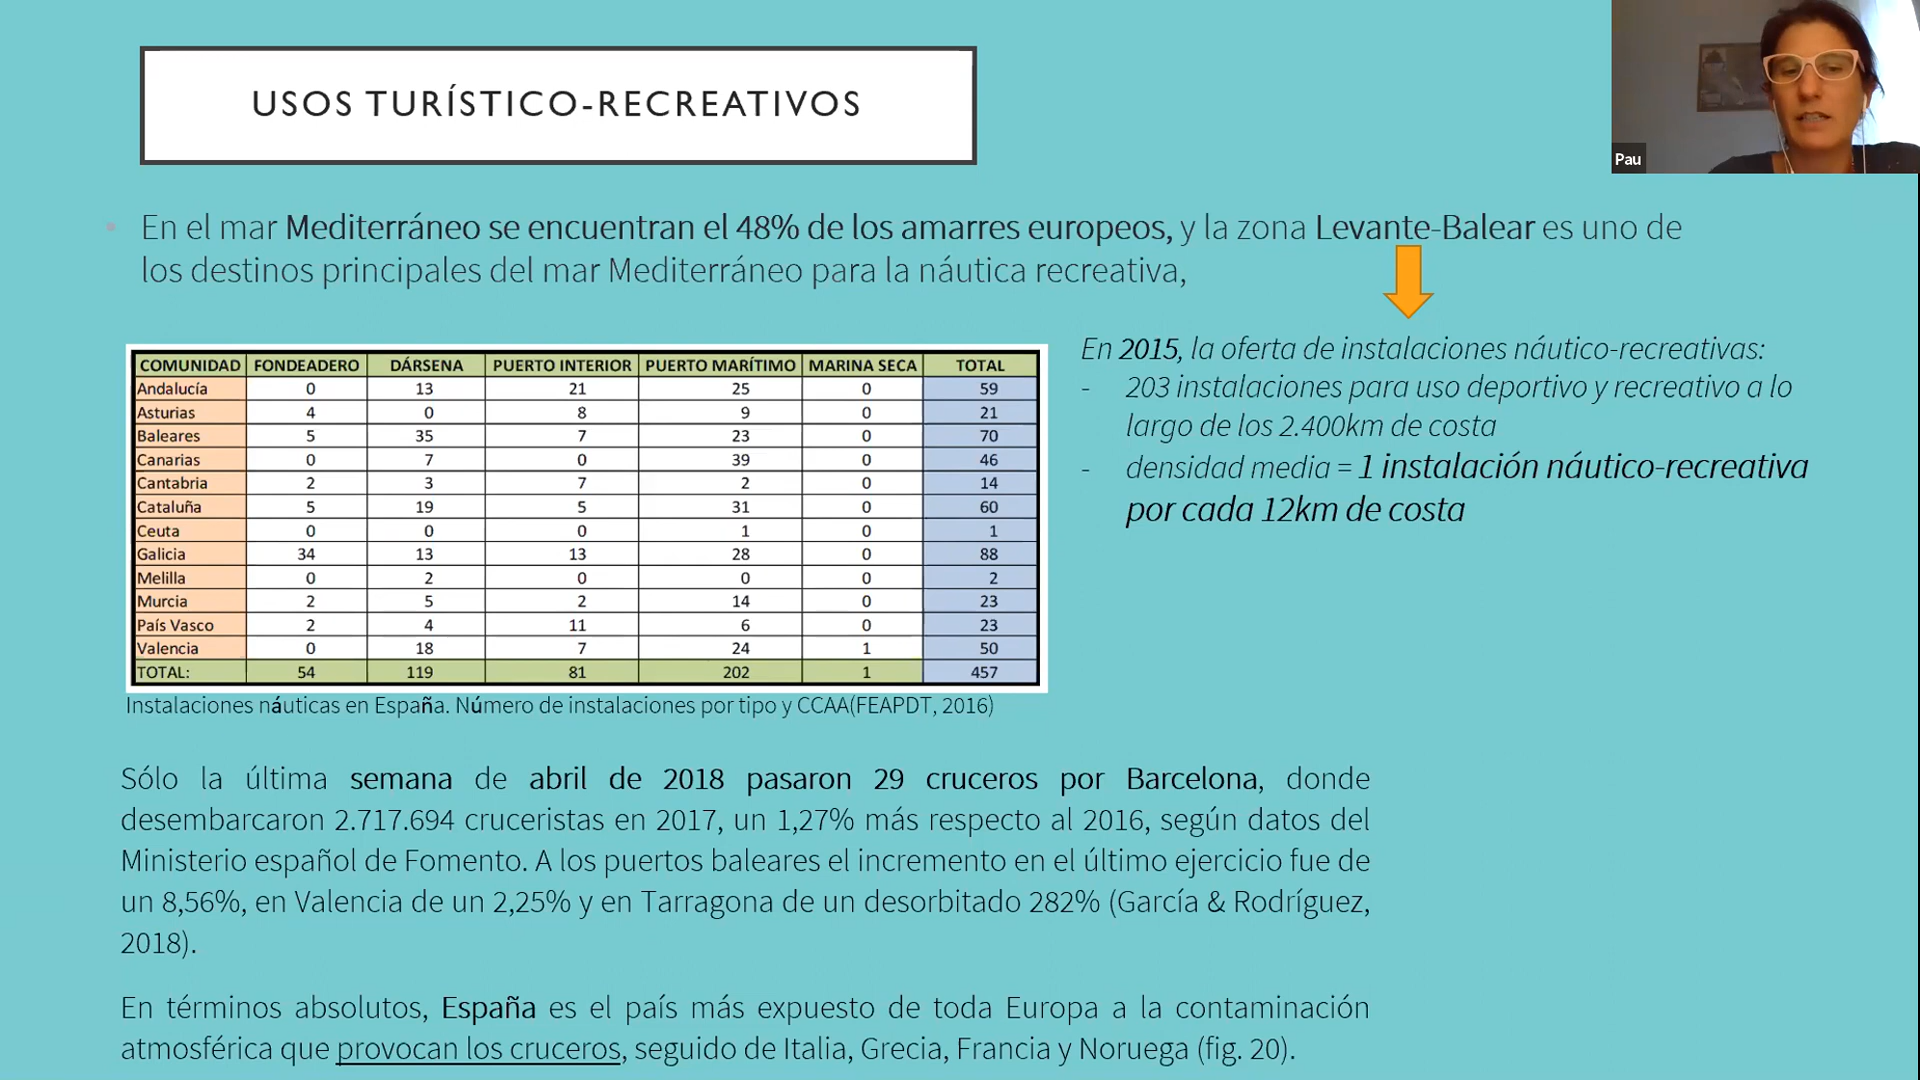 USOS TURÍSTICO-RECREATIVOS
Pau
• En el mar Mediterráneo se encuentran el 48% de los amarres europeos, y la zona Levante-Balear es uno de
los destinos principales del mar Mediterráneo para la náutica recreativa,
En 2015, la oferta de instalaciones náutico-recreativas:
- 203 instalaciones para uso deportivo y recreativo a lo
largo de los 2.400km de costa
- densidad media = 1 instalación náutico-recreativa
por cada 12km de costa
COMUNIDAD FONDEADERO DÁRSENA PUERTO INTERIOR PUERTO MARÍTIMO MARINA SECA TOTAL
Andalucía 0 13 21 25 0 59
Asturias 4 0 8 9 0 21
Baleares 5 35 7 23 0 70
Canarias 0 7 0 39 0 46
Cantabria 2 3 7 2 0 14
Cataluña 5 19 5 31 0 60
Ceuta 0 0 0 1 0 1
Galicia 34 13 13 28 0 88
Melilla 0 2 0 0 0 2
Murcia 2 5 2 14 0 23
País Vasco 2 4 11 6 0 23
Valencia 0 18 7 24 1 50
TOTAL: 54 119 81 202 1 457
Instalaciones náuticas en España. Número de instalaciones por tipo y CCAA(FEAPDT, 2016)
Sólo la última semana de abril de 2018 pasaron 29 cruceros por Barcelona, donde
desembarcaron 2.717.694 cruceristas en 2017, un 1,27% más respecto al 2016, según datos del
Ministerio español de Fomento. A los puertos baleares el incremento en el último ejercicio fue de
un 8,56%, en Valencia de un 2,25% y en Tarragona de un desorbitado 282% (García & Rodríguez,
2018).
En términos absolutos, España es el país más expuesto de toda Europa a la contaminación
atmosférica que provocan los cruceros, seguido de Italia, Grecia, Francia y Noruega (fig. 20).